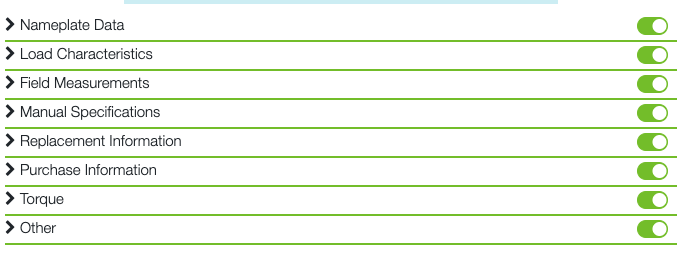 Nameplate Data
Load Characteristics
Field Measurements
Manual Specifications
Replacement Information
Purchase Information
Torque
Other